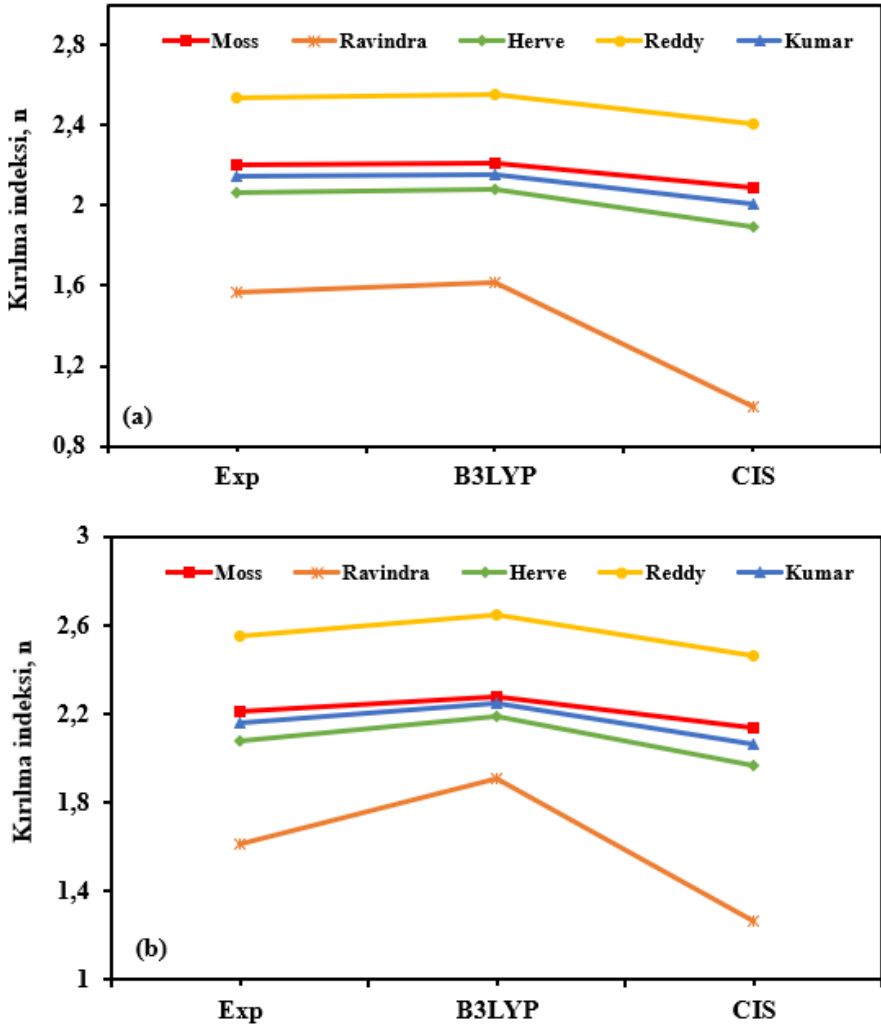 2,8
Moss Ravindra Herve Reddy Kumar
2,4
2
1,6
1,2
0,8
Kırılma indeksi, n
(a)
Exp B3LYP CIS
3
Moss Ravindra Herve Reddy Kumar
2,6
2,2
1,8
1,4
1
Kırılma indeksi, n
(b)
Exp B3LYP CIS